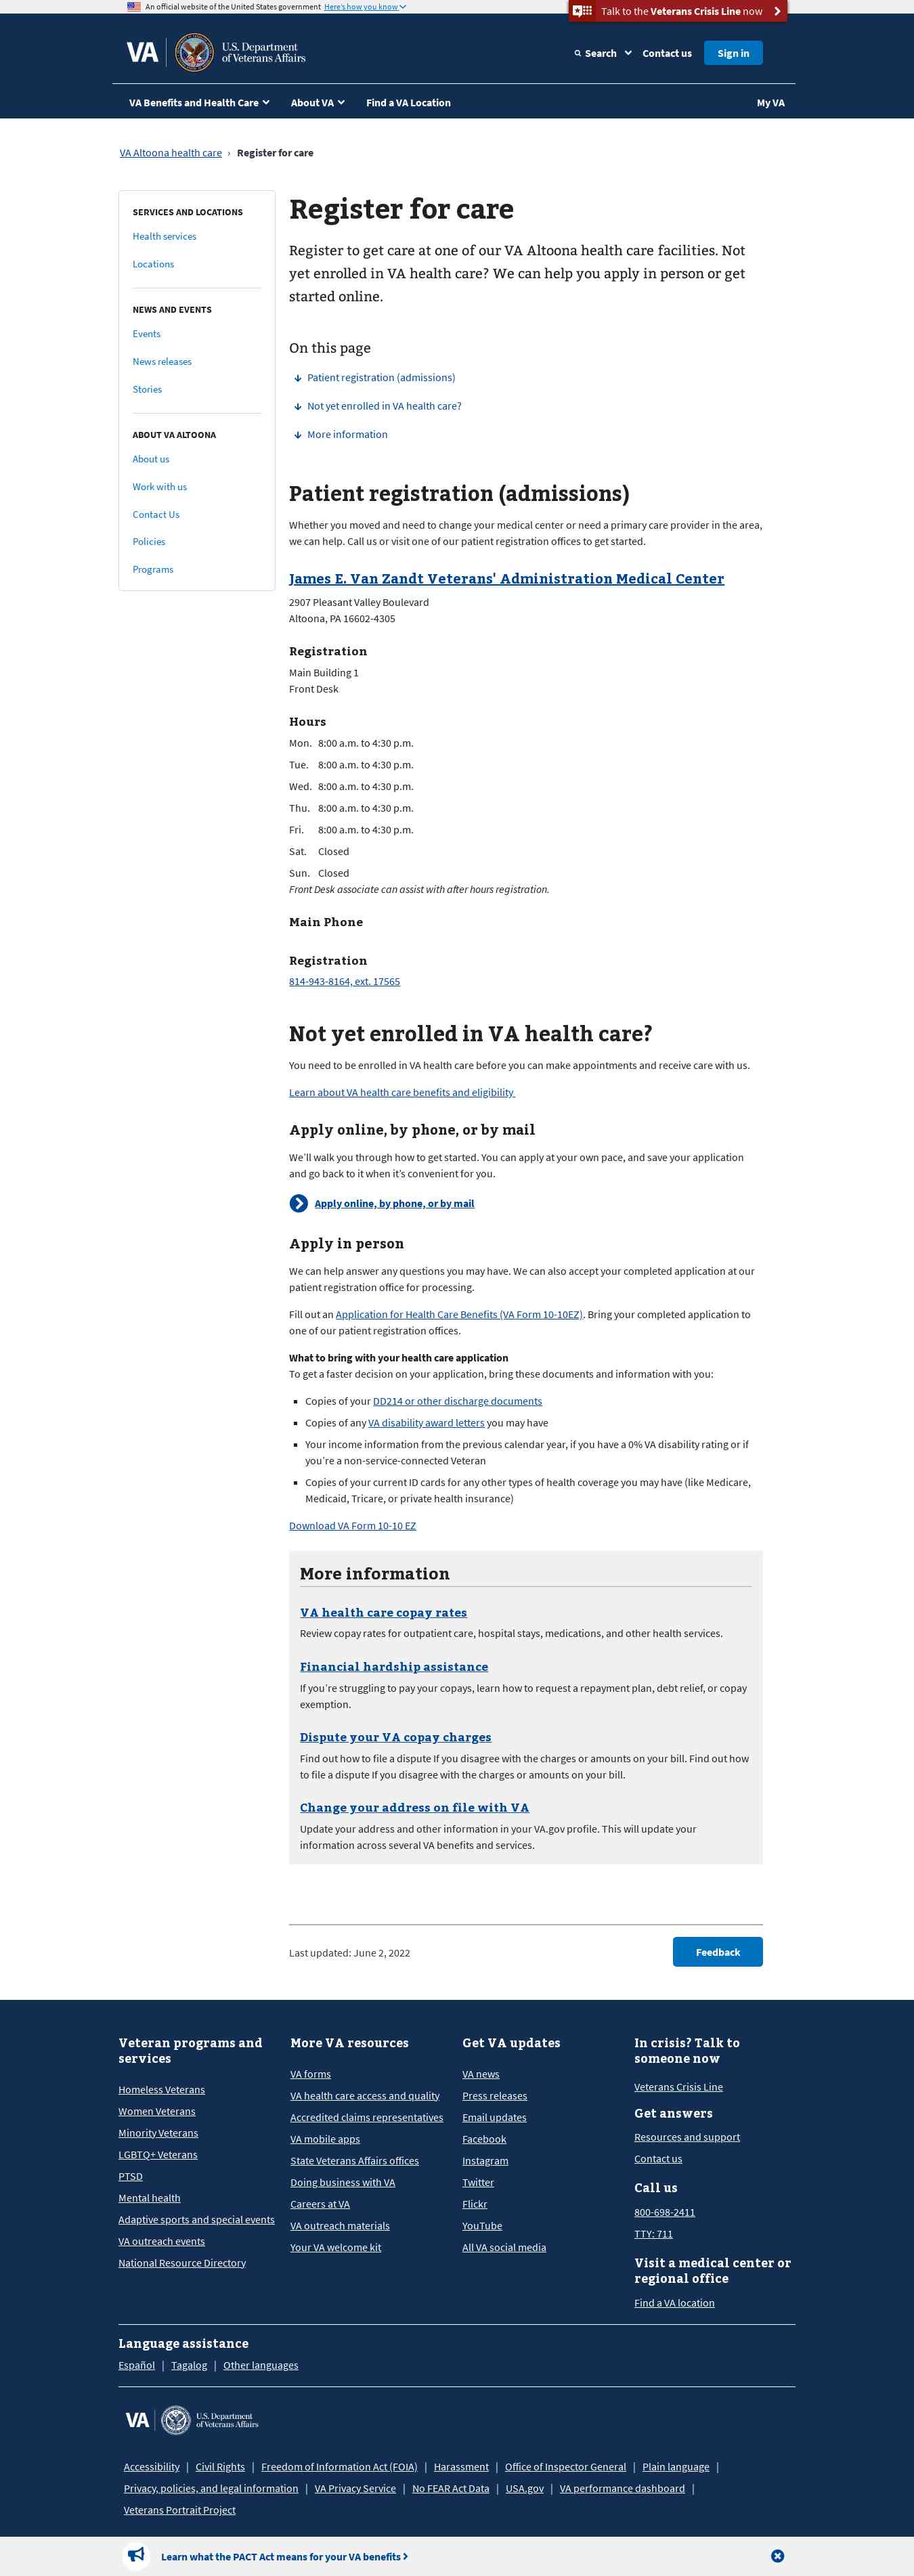 An official website of the United States government Here's how you know
Talk to the Veterans Crisis Line now
VA
U.S. Department
of Veterans Affairs
Search
Contact us
Sign in
VA Benefits and Health Care
About VA
Find a VA Location
My VA
VA Altoona health care › Register for care
SERVICES AND LOCATIONS
Health services
Locations
NEWS AND EVENTS
Events
News releases
Stories
ABOUT VA ALTOONA
About us
Work with us
Contact Us
Policies
Programs
Register for care
Register to get care at one of our VA Altoona health care facilities. Not
yet enrolled in VA health care? We can help you apply in person or get
started online.
On this page
Patient registration (admissions)
Not yet enrolled in VA health care?
More information
Patient registration (admissions)
Whether you moved and need to change your medical center or need a primary care provider in the area,
we can help. Call us or visit one of our patient registration offices to get started.
James E. Van Zandt Veterans' Administration Medical Center
2907 Pleasant Valley Boulevard
Altoona, PA 16602-4305
Registration
Main Building 1
Front Desk
Hours
Mon. 8:00 a.m. to 4:30 p.m.
Tue. 8:00 a.m. to 4:30 p.m.
Wed. 8:00 a.m. to 4:30 p.m.
Thu. 8:00 a.m. to 4:30 p.m.
Fri. 8:00 a.m. to 4:30 p.m.
Sat. Closed
Sun. Closed
Front Desk associate can assist with after hours registration.
Main Phone
Registration
814-943-8164, ext. 17565
Not yet enrolled in VA health care?
You need to be enrolled in VA health care before you can make appointments and receive care with us.
Learn about VA health care benefits and eligibility
Apply online, by phone, or by mail
We'll walk you through how to get started. You can apply at your own pace, and save your application
and go back to it when it's convenient for you.
Apply online, by phone, or by mail
Apply in person
We can help answer any questions you may have. We can also accept your completed application at our
patient registration office for processing.
Fill out an Application for Health Care Benefits (VA Form 10-10EZ). Bring your completed application to
one of our patient registration offices.
What to bring with your health care application
To get a faster decision on your application, bring these documents and information with you:
Copies of your DD214 or other discharge documents
Copies of any VA disability award letters you may have
Your income information from the previous calendar year, if you have a 0% VA disability rating or if
you're a non-service-connected Veteran
Copies of your current ID cards for any other types of health coverage you may have (like Medicare,
Medicaid, Tricare, or private health insurance)
Download VA Form 10-10 EZ
More information
VA health care copay rates
Review copay rates for outpatient care, hospital stays, medications, and other health services.
Financial hardship assistance
If you're struggling to pay your copays, learn how to request a repayment plan, debt relief, or copay
exemption.
Dispute your VA copay charges
Find out how to file a dispute If you disagree with the charges or amounts on your bill. Find out how
to file a dispute If you disagree with the charges or amounts on your bill.
Change your address on file with VA
Update your address and other information in your VA.gov profile. This will update your
information across several VA benefits and services.
Last updated: June 2, 2022
Feedback
Veteran programs and
services
Homeless Veterans
Women Veterans
Minority Veterans
LGBTQ+ Veterans
PTSD
Mental health
Adaptive sports and special events
VA outreach events
National Resource Directory
More VA resources
VA forms
VA health care access and quality
Accredited claims representatives
VA mobile apps
State Veterans Affairs offices
Doing business with VA
Careers at VA
VA outreach materials
Your VA welcome kit
Get VA updates
VA news
Press releases
Email updates
Facebook
Instagram
Twitter
Flickr
YouTube
All VA social media
In crisis? Talk to
someone now
Veterans Crisis Line
Get answers
Resources and support
Contact us
Call us
800-698-2411
TTY: 711
Visit a medical center or
regional office
Find a VA location
Language assistance
Español | Tagalog | Other languages
VA
U.S. Department
of Veterans Affairs
Accessibility | Civil Rights | Freedom of Information Act (FOIA) | Harassment | Office of Inspector General | Plain language |
Privacy, policies, and legal information | VA Privacy Service | No FEAR Act Data | USA.gov | VA performance dashboard |
Veterans Portrait Project
Learn what the PACT Act means for your VA benefits